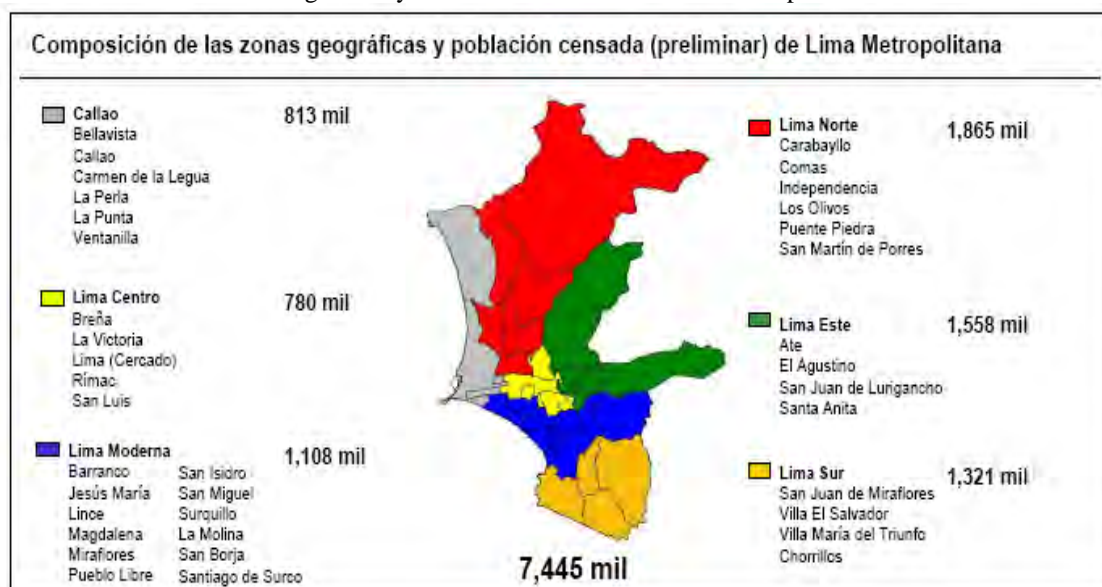 Composición de las zonas geográficas y población censada (preliminar) de Lima Metropolitana
Callao 813 mil
Bellavista
Callao
Carmen de la Legua
La Perla
La Punta
Ventanilla
Lima Centro 780 mil
Breña
La Victoria
Lima (Cercado)
Rímac
San Luis
Lima Moderna 1,108 mil
Barranco San Isidro
Jesús María San Miguel
Lince Surquillo
Magdalena La Molina
Miraflores San Borja
Pueblo Libre Santiago de Surco
7,445 mil
Lima Norte 1,865 mil
Carabayllo
Comas
Independencia
Los Olivos
Puente Piedra
San Martín de Porres
Lima Este 1,558 mil
Ate
El Agustino
San Juan de Lurigancho
Santa Anita
Lima Sur 1,321 mil
San Juan de Miraflores
Villa El Salvador
Villa María del Triunfo
Chorrillos